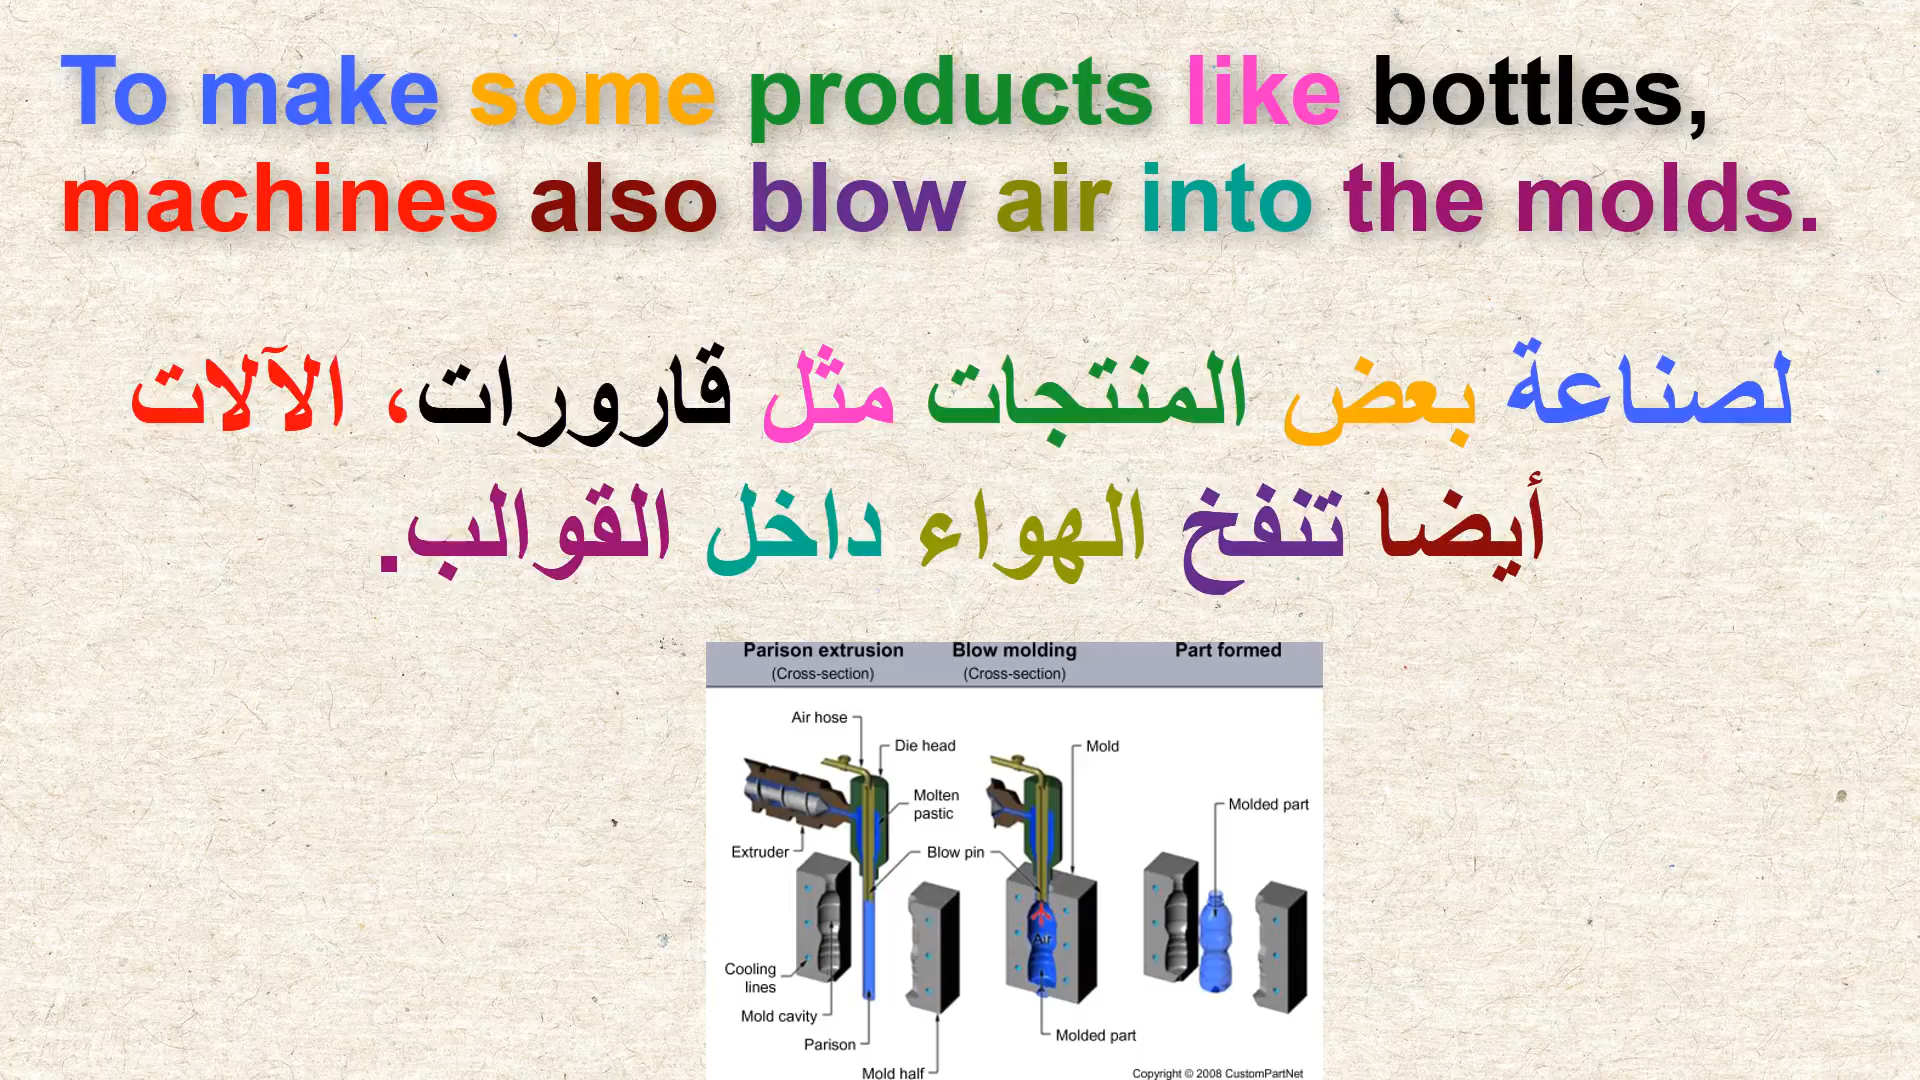 To make some products like bottles,
machines also blow air into the molds.
لصناعة بعض المنتجات مثل قارورات، الآلات
أيضا تنفخ الهواء داخل القوالب.
Parison extrusion
(Cross-section)
Blow molding
(Cross-section)
Part formed
Air hose
Die head
Molten
pastic
Extruder
Blow pin
Cooling
lines
Mold cavity
Parison
Mold half
Mold
Air
Molded part
Molded part
Copyright © 2008 CustomPartNet